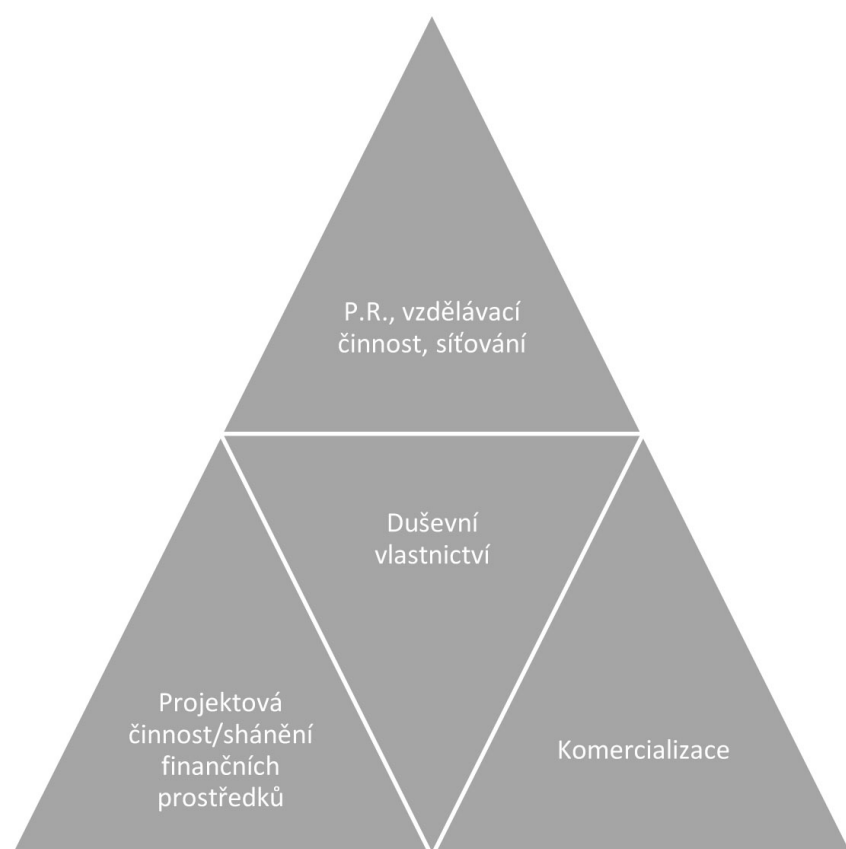 P.R., vzdělávací
činnost, síťování
Duševní
vlastnictví
Projektová
činnost/shánění
finančních
prostředků
Komercializace